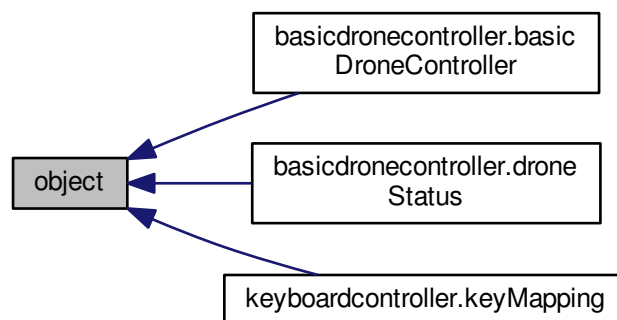 basicdronecontroller.basic
DroneController
object
basicdronecontroller.drone
Status
keyboardcontroller.keyMapping